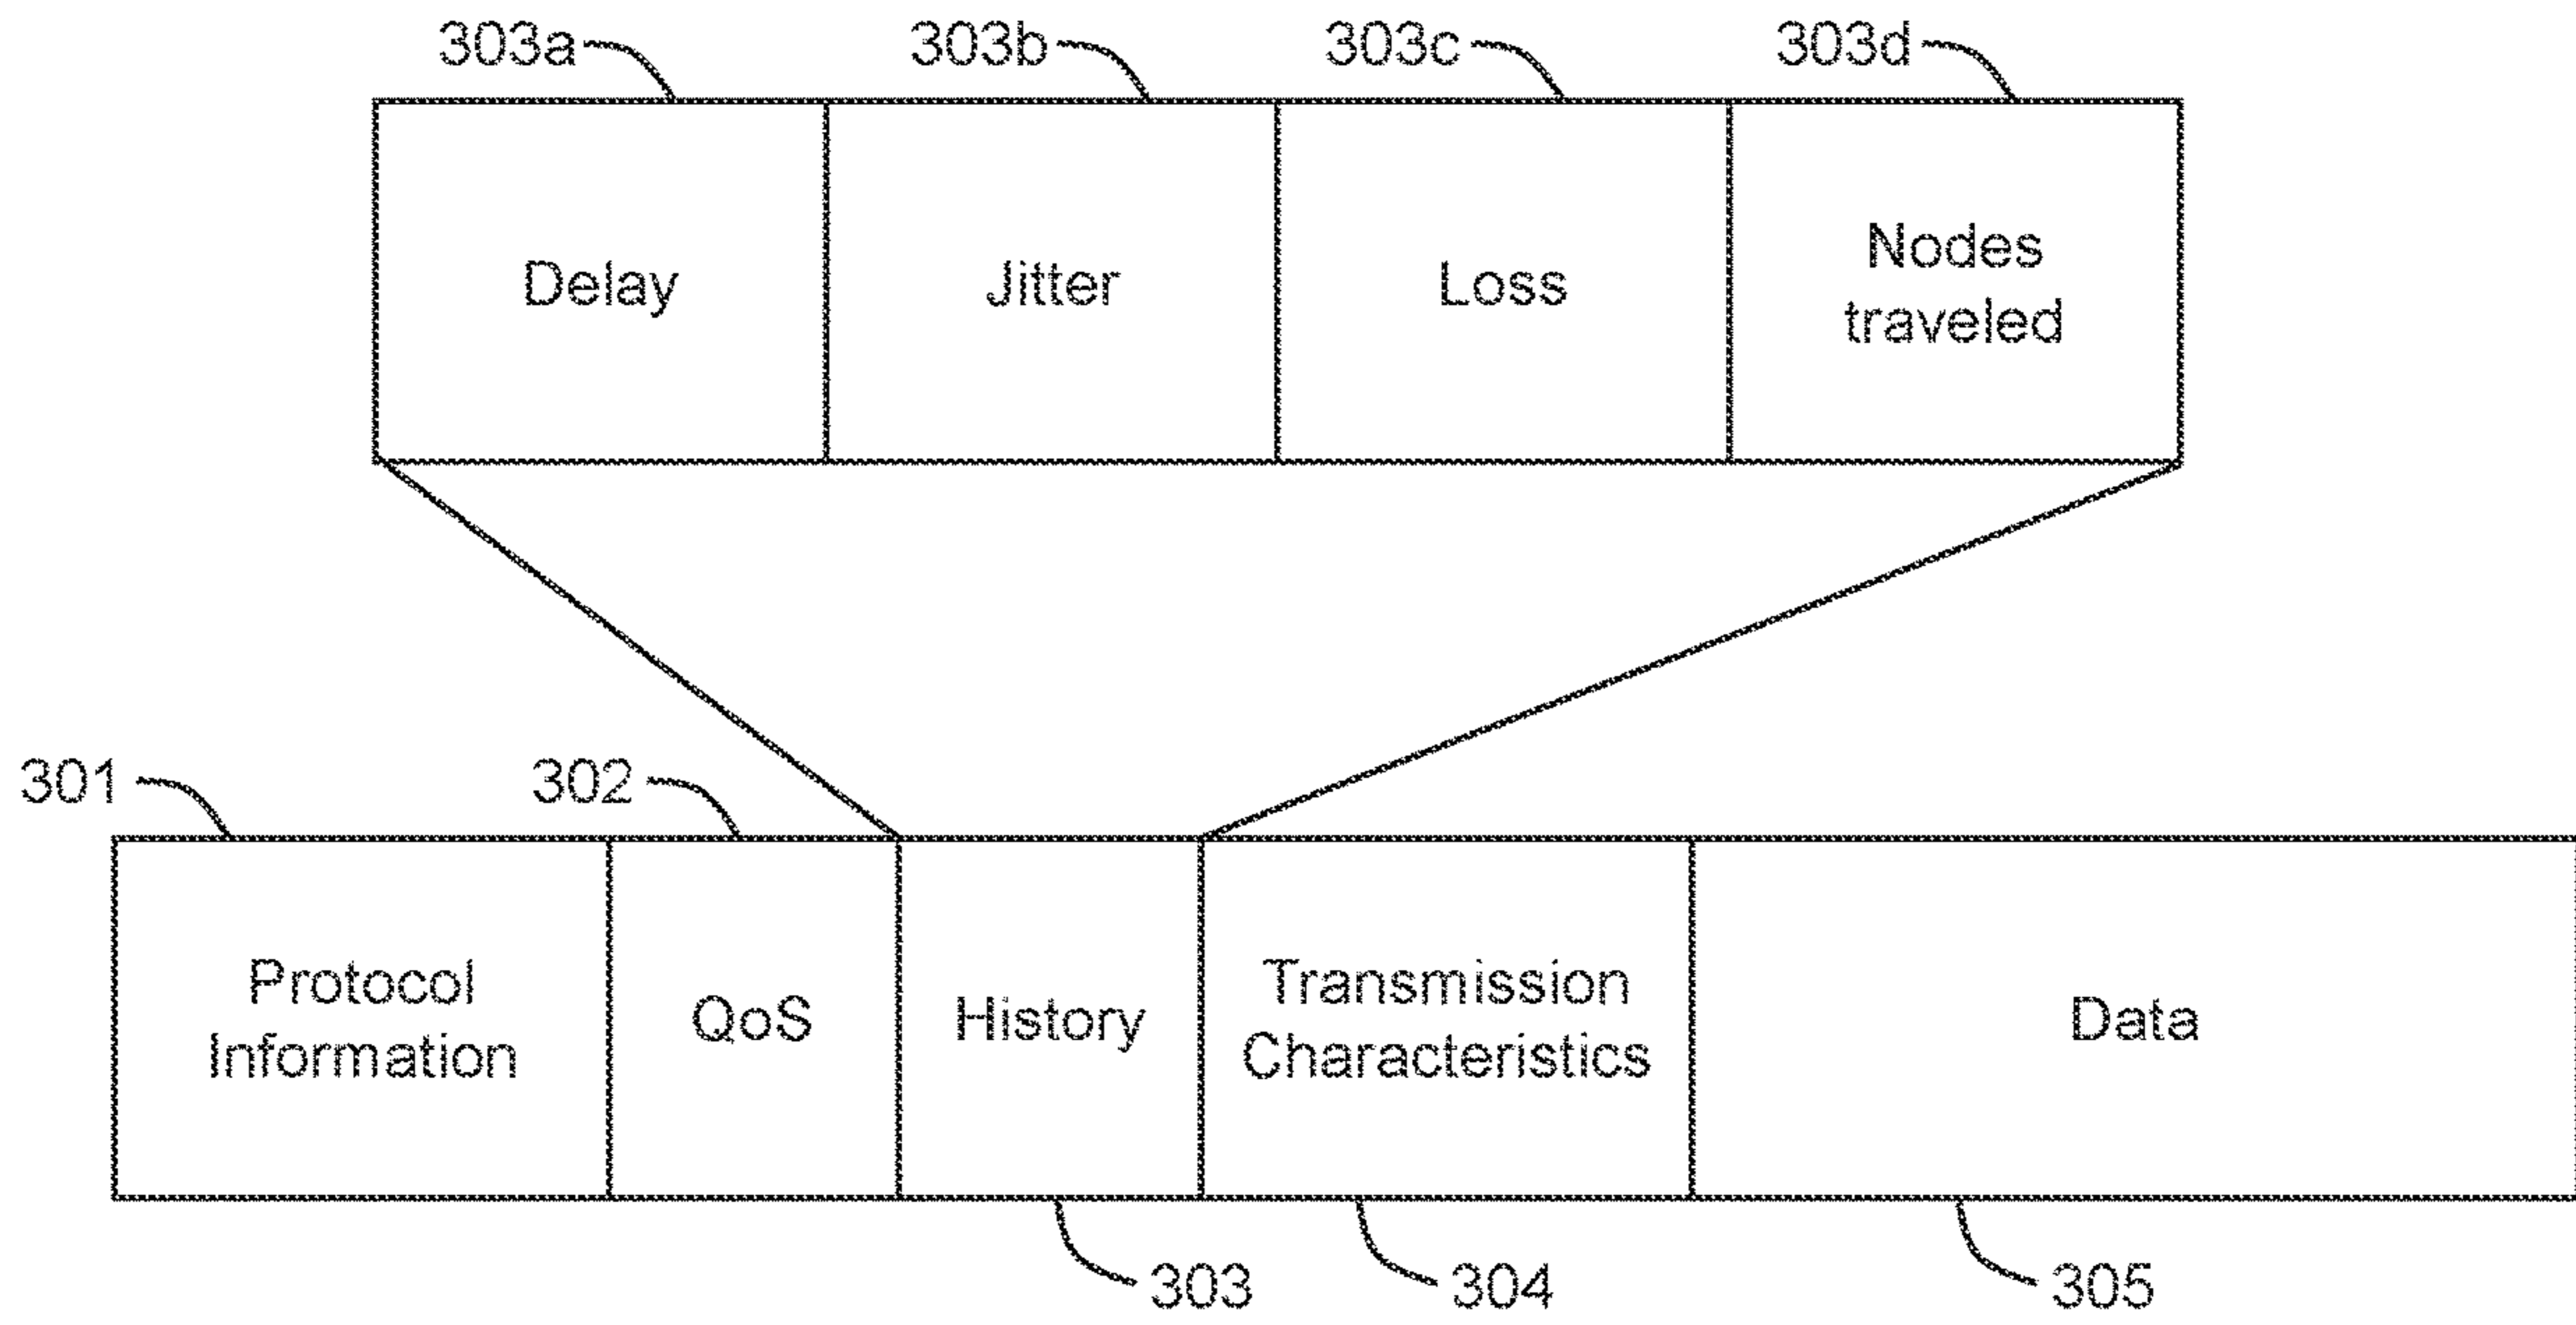 303a
303b
303c
303d
Delay
Jitter
Loss
Nodes
traveled
301
302
Protocol
Information
QoS
History
Transmission
Characteristics
Data
303
304
305